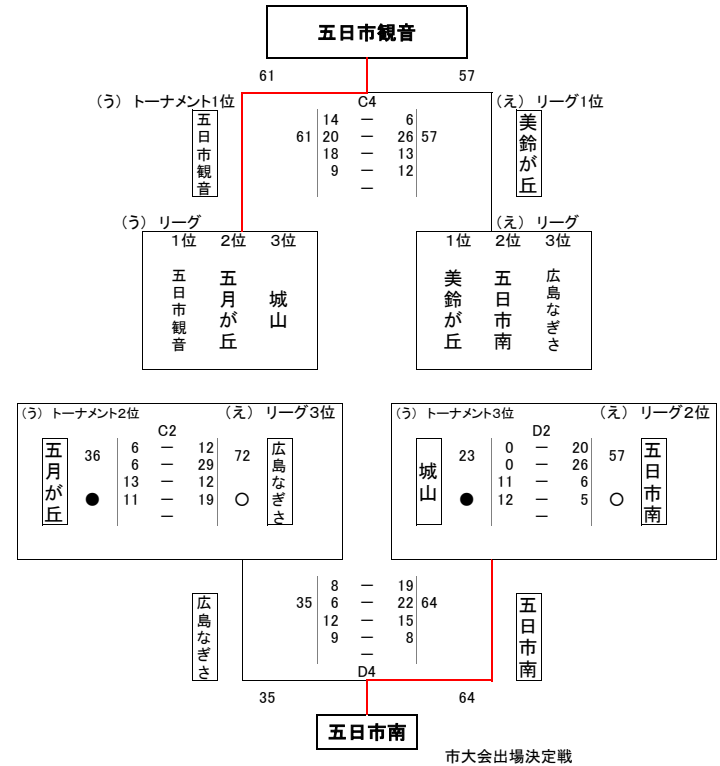 五日市観音
61 57
(う) トーナメント1位 (え) リーグ1位
C4
五日市観音
美鈴が丘
61 57
14 ー 6
20 ー 26
18 ー 13
9 ー 12
ー
(う) リーグ
1位 2位 3位
五日市観音
五月が丘
城山
(え) リーグ
1位 2位 3位
美鈴が丘
五日市南
広島なぎさ
(う) トーナメント2位 (え) リーグ3位
C2
五月が丘
36 72
● ○
6 ー 12
6 ー 29
13 ー 12
11 ー 19
ー
広島なぎさ
(う) トーナメント3位 (え) リーグ2位
D2
城山
23 57
● ○
0 ー 20
0 ー 26
11 ー 6
12 ー 5
ー
五日市南
広島なぎさ
35 64
8 ー 19
6 ー 22
12 ー 15
9 ー 8
ー
D4
五日市南
35 64
五日市南
市大会出場決定戦